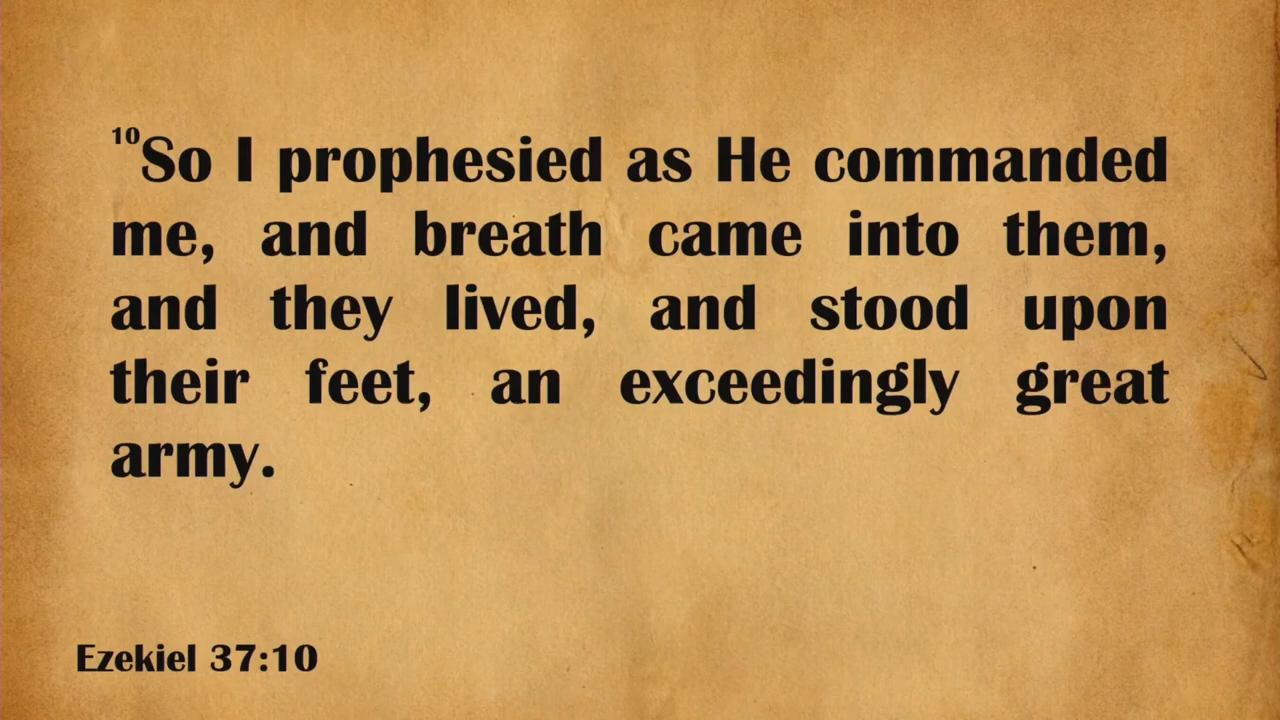 10So I prophesied as He commanded
me, and breath came into them,
and they lived, and stood upon
their feet, an exceedingly great
army.
Ezekiel 37:10